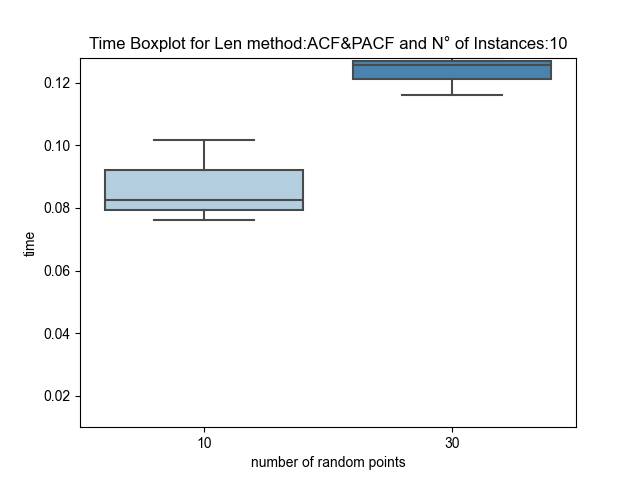 Time Boxplot for Len method:ACF&PACF and N° of Instances:10
0.12
0.10
0.08
0.06
0.04
0.02
time
10
30
number of random points